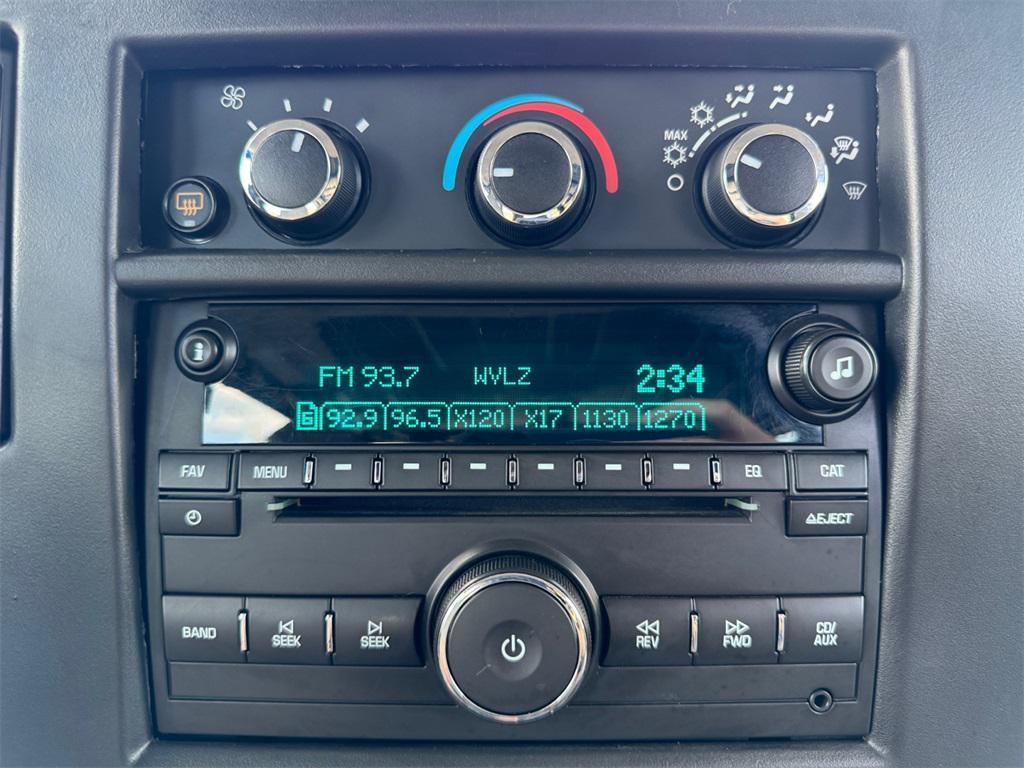 MAX
i
FM 93.7 WVLZ 2:34
6 92.9 96.5 X120 X17 1130 1270
FAV MENU EQ CAT
EJECT
BAND SEEK SEEK REV FWD CD/
AUX